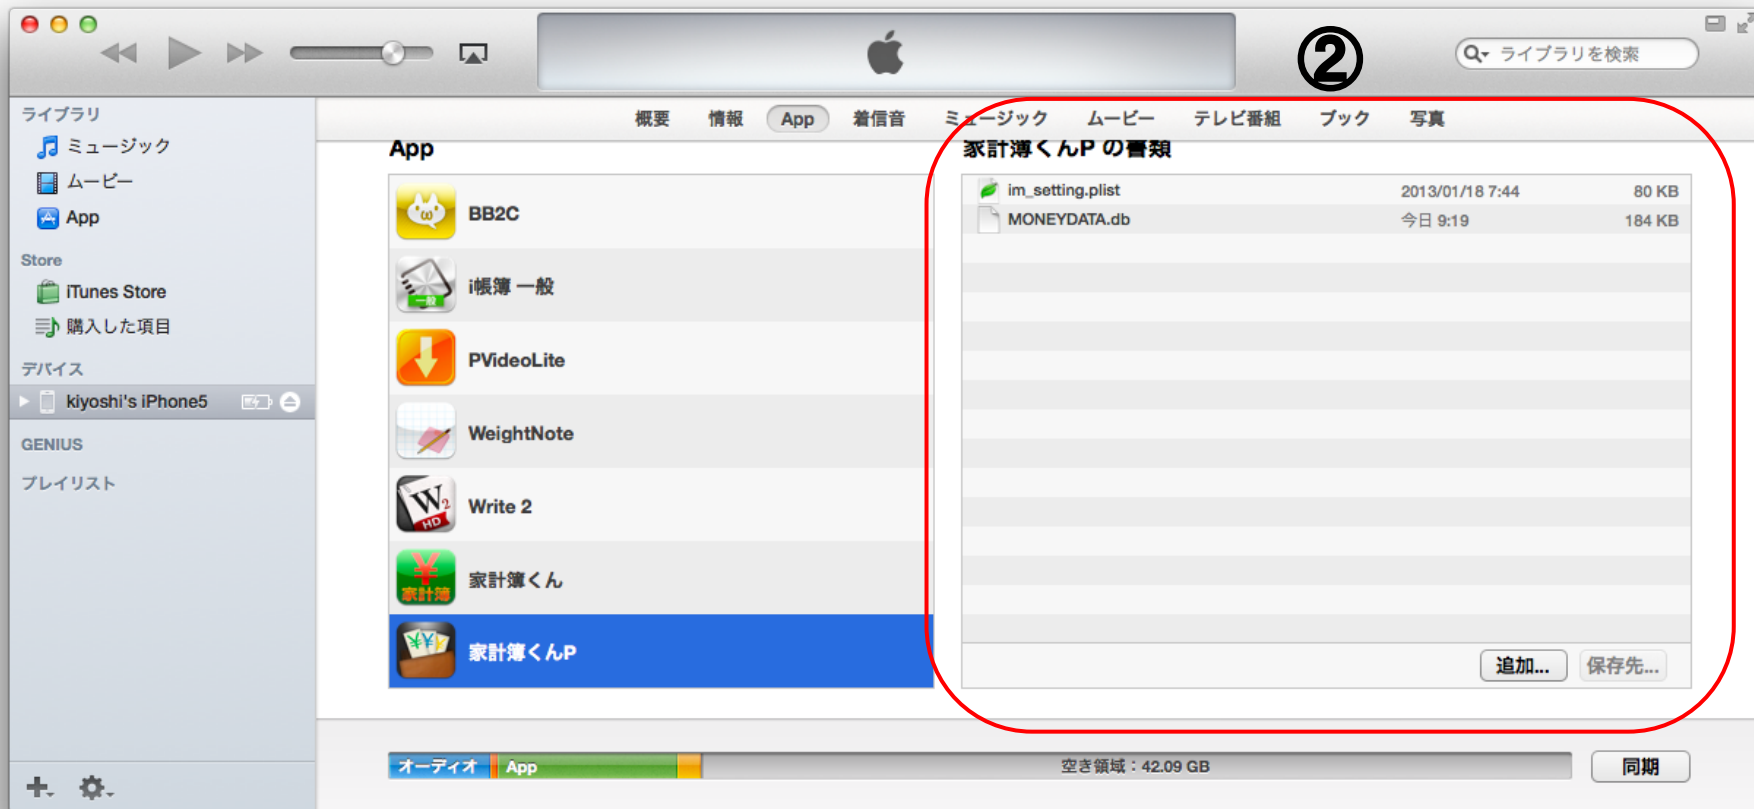 ②
ライブラリを検索
ライブラリ
ミュージック
ムービー
App
Store
iTunes Store
購入した項目
デバイス
kiyoshi's iPhone5
GENIUS
プレイリスト
概要 情報 App 着信音 ミュージック ムービー テレビ番組 ブック 写真
App
BB2C
i帳簿 一般
一般
PVideoLite
WeightNote
Write 2
W2
HD
家計簿くん
¥
家計簿
家計簿くんP
¥¥
家計簿くんP の書類
im_setting.plist 2013/01/18 7:44 80 KB
MONEYDATA.db 今日 9:19 184 KB
追加... 保存先...
オーディオ App 空き領域：42.09 GB
同期